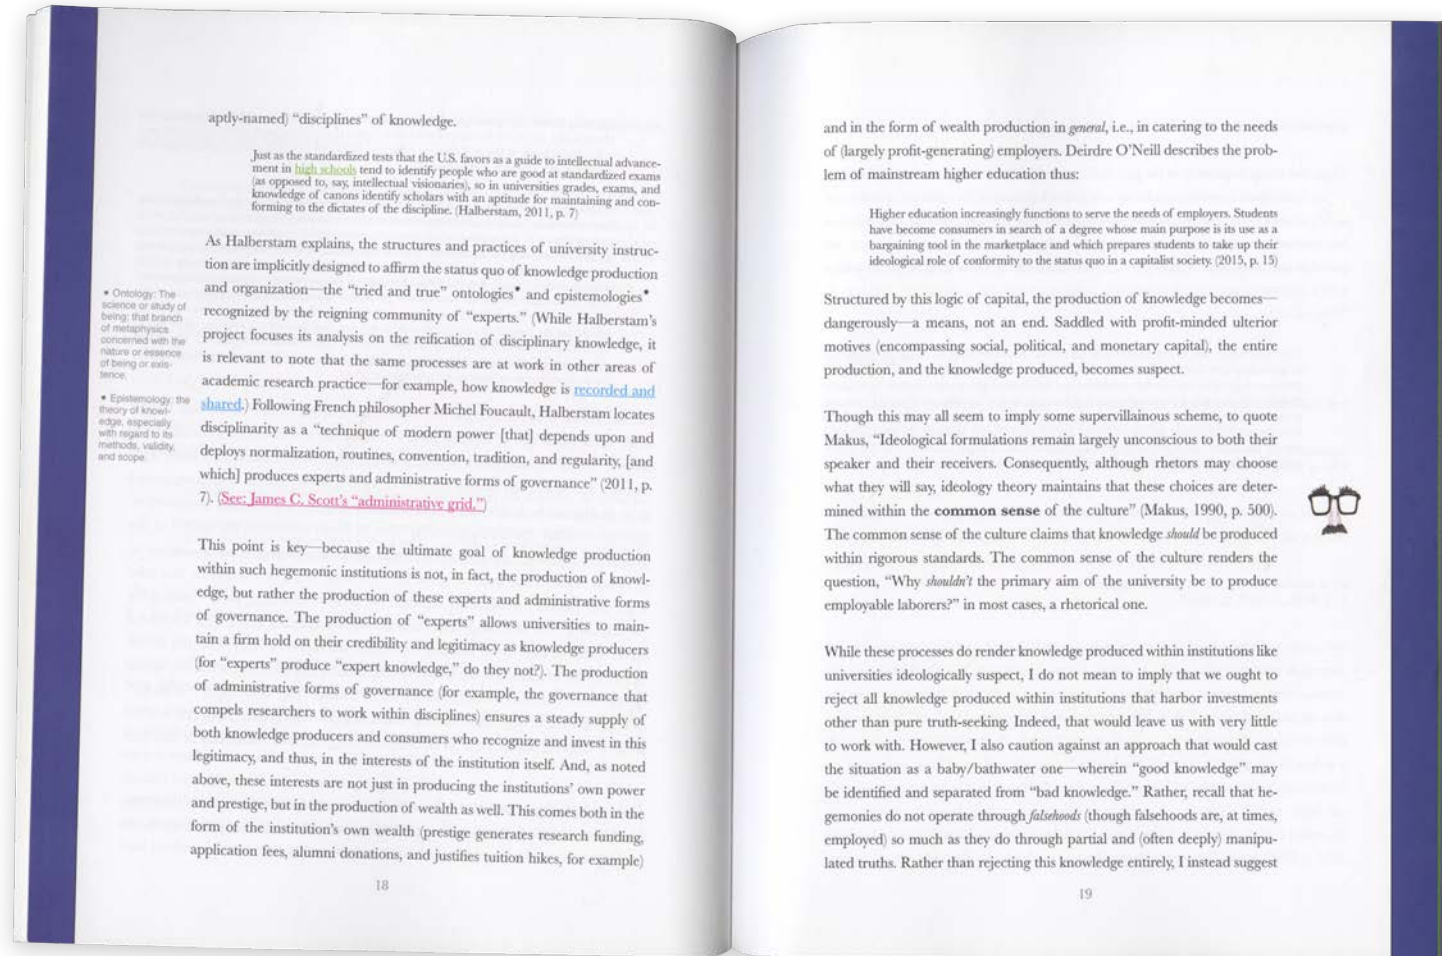 aptly-named) “disciplines” of knowledge.
Just as the standardized tests that the U.S. favors as a guide to intellectual advance-
ment in high schools tend to identify people who are good at standardized exams
(as opposed to, say, intellectual visionaries), so in universities grades, exams, and
knowledge of canons identify scholars with an aptitude for maintaining and con-
forming to the dictates of the discipline. (Halberstam, 2011, p. 7)
As Halberstam explains, the structures and practices of university instruc-
tion are implicitly designed to affirm the status quo of knowledge production
and organization—the “tried and true” ontologies* and epistemologies*
recognized by the reigning community of “experts.” (While Halberstam’s
project focuses its analysis on the reification of disciplinary knowledge, it
is relevant to note that the same processes are at work in other areas of
academic research practice—for example, how knowledge is recorded and
shared.) Following French philosopher Michel Foucault, Halberstam locates
disciplinarity as a “technique of modern power [that] depends upon and
deploys normalization, routines, convention, tradition, and regularity, [and
which] produces experts and administrative forms of governance” (2011, p.
7). (See: James C. Scott’s “administrative grid.”)
* Ontology: The
science or study of
being; that branch
of metaphysics
concerned with the
nature or essence
of being or exis-
tence.
* Epistemology: the
theory of knowl-
edge, especially
with regard to its
methods, validity,
and scope.
This point is key—because the ultimate goal of knowledge production
within such hegemonic institutions is not, in fact, the production of knowl-
edge, but rather the production of these experts and administrative forms
of governance. The production of “experts” allows universities to main-
tain a firm hold on their credibility and legitimacy as knowledge producers
(for “experts” produce “expert knowledge,” do they not?). The production
of administrative forms of governance (for example, the governance that
compels researchers to work within disciplines) ensures a steady supply of
both knowledge producers and consumers who recognize and invest in this
legitimacy, and thus, in the interests of the institution itself. And, as noted
above, these interests are not just in producing the institutions’ own power
and prestige, but in the production of wealth as well. This comes both in the
form of the institution’s own wealth (prestige generates research funding,
application fees, alumni donations, and justifies tuition hikes, for example)
18
and in the form of wealth production in general, i.e., in catering to the needs
of (largely profit-generating) employers. Deirdre O’Neill describes the prob-
lem of mainstream higher education thus:
Higher education increasingly functions to serve the needs of employers. Students
have become consumers in search of a degree whose main purpose is its use as a
bargaining tool in the marketplace and which prepares students to take up their
ideological role of conformity to the status quo in a capitalist society. (2015, p. 15)
Structured by this logic of capital, the production of knowledge becomes—
dangerously—a means, not an end. Saddled with profit-minded ulterior
motives (encompassing social, political, and monetary capital), the entire
production, and the knowledge produced, becomes suspect.
Though this may all seem to imply some supervillainous scheme, to quote
Makus, “Ideological formulations remain largely unconscious to both their
speaker and their receivers. Consequently, although rhetors may choose
what they will say, ideology theory maintains that these choices are deter-
mined within the common sense of the culture” (Makus, 1990, p. 500).
The common sense of the culture claims that knowledge should be produced
within rigorous standards. The common sense of the culture renders the
question, “Why shouldn’t the primary aim of the university be to produce
employable laborers?” in most cases, a rhetorical one.
While these processes do render knowledge produced within institutions like
universities ideologically suspect, I do not mean to imply that we ought to
reject all knowledge produced within institutions that harbor investments
other than pure truth-seeking. Indeed, that would leave us with very little
to work with. However, I also caution against an approach that would cast
the situation as a baby/bathwater one—wherein “good knowledge” may
be identified and separated from “bad knowledge.” Rather, recall that he-
gemonies do not operate through falsehoods (though falsehoods are, at times,
employed) so much as they do through partial and (often deeply) manipu-
lated truths. Rather than rejecting this knowledge entirely, I instead suggest
19